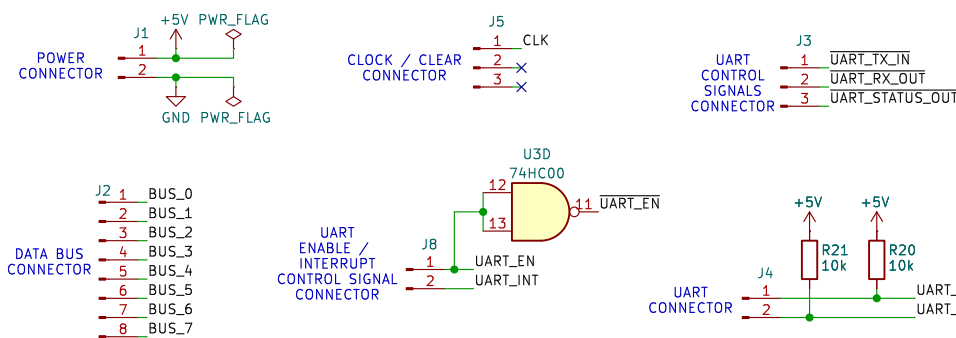 J1
+5V
PWR_FLAG
POWER
CONNECTOR
1
2
GND
PWR_FLAG
J5
CLOCK / CLEAR
CONNECTOR
1
CLK
2
3
J3
UART
CONTROL
SIGNALS
CONNECTOR
1
UART_TX_IN
2
UART_RX_OUT
3
UART_STATUS_OUT
J2
DATA BUS
CONNECTOR
1
BUS_0
2
BUS_1
3
BUS_2
4
BUS_3
5
BUS_4
6
BUS_5
7
BUS_6
8
BUS_7
U3D
74HC00
12
13
11
UART_EN
UART
ENABLE /
INTERRUPT
CONTROL SIGNAL
CONNECTOR
J8
1
UART_EN
2
UART_INT
+5V
+5V
R21
10k
R20
10k
J4
UART
CONNECTOR
1
UART_
2
UART_